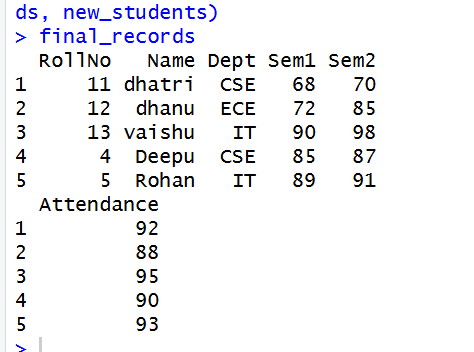 ds, new_students)
> final_records
  RollNo    Name Dept Sem1 Sem2
1     11 dhatri  CSE   68   70
2     12  dhanu  ECE   72   85
3     13 vaishu   IT   90   98
4      4  Deepu  CSE   85   87
5      5  Rohan   IT   89   91
  Attendance
1         92
2         88
3         95
4         90
5         93
>